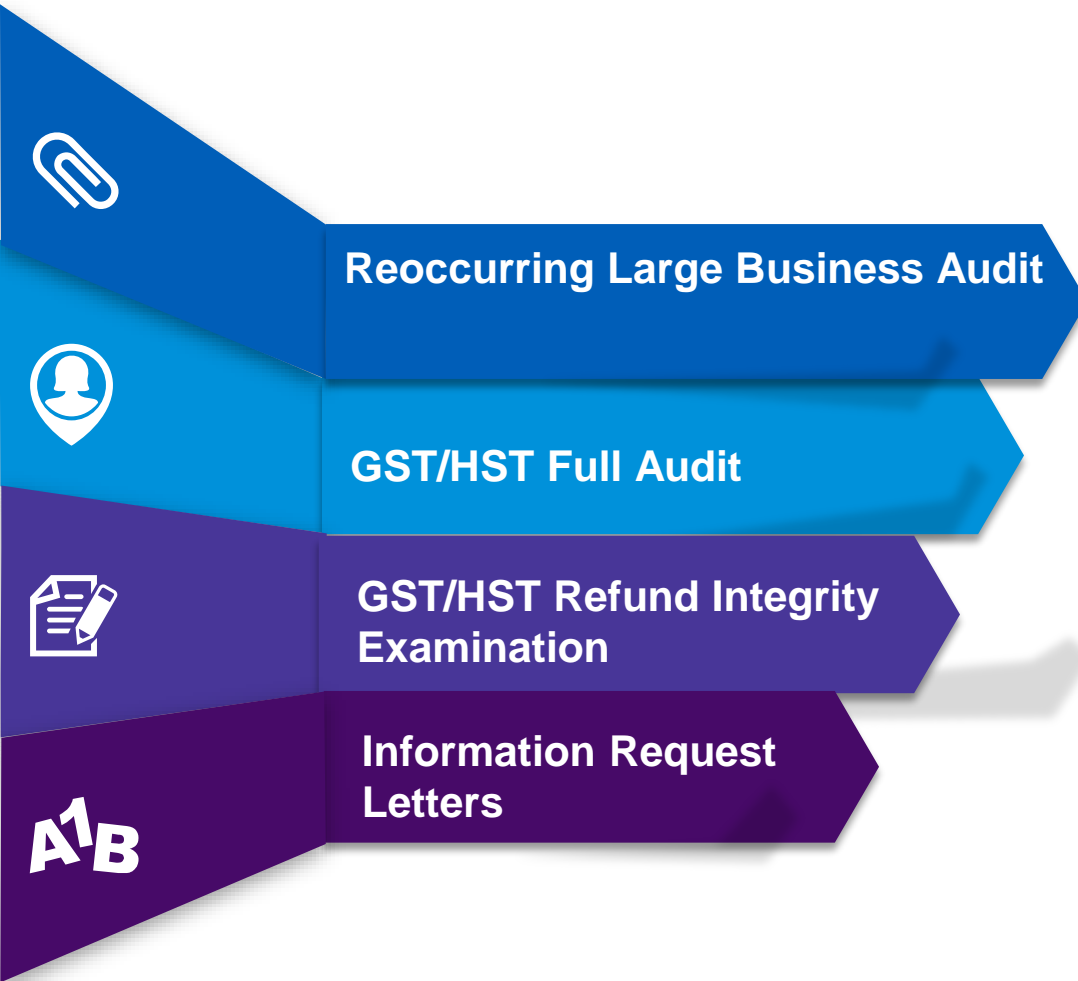 Reoccurring Large Business Audit
GST/HST Full Audit
GST/HST Refund Integrity
Examination
Information Request
Letters
A1B